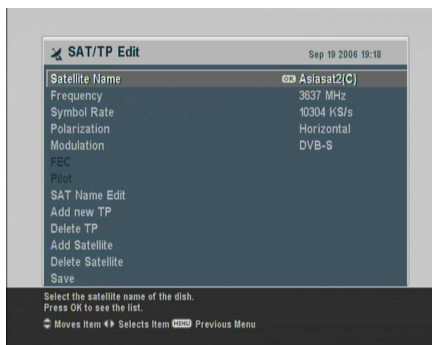 SAT/TP Edit Sep 19 2006 19:18
Satellite Name OK Asiasat2(C)
Frequency 3637 MHz
Symbol Rate 10304 KS/s
Polarization Horizontal
Modulation DVB-S
FEC
Pilot
SAT Name Edit
Add new TP
Delete TP
Add Satellite
Delete Satellite
Save
Select the satellite name of the dish.
Press OK to see the list.
Moves Item Selects Item MENU Previous Menu